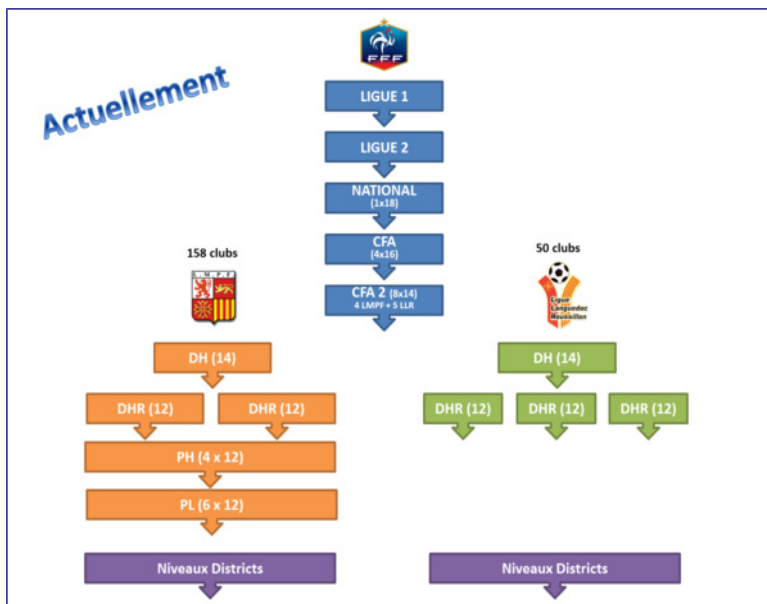 FFF
Actuellement
LIGUE 1
LIGUE 2
NATIONAL
(1x18)
CFA
(4x16)
CFA 2 (8x14)
4 LMPF + 5 LLR
158 clubs
L M P F
DH (14)
DHR (12) DHR (12)
PH (4 x 12)
PL (6 x 12)
Niveaux Districts
50 clubs
Ligue
Languedoc
Roussillon
DH (14)
DHR (12) DHR (12) DHR (12)
Niveaux Districts